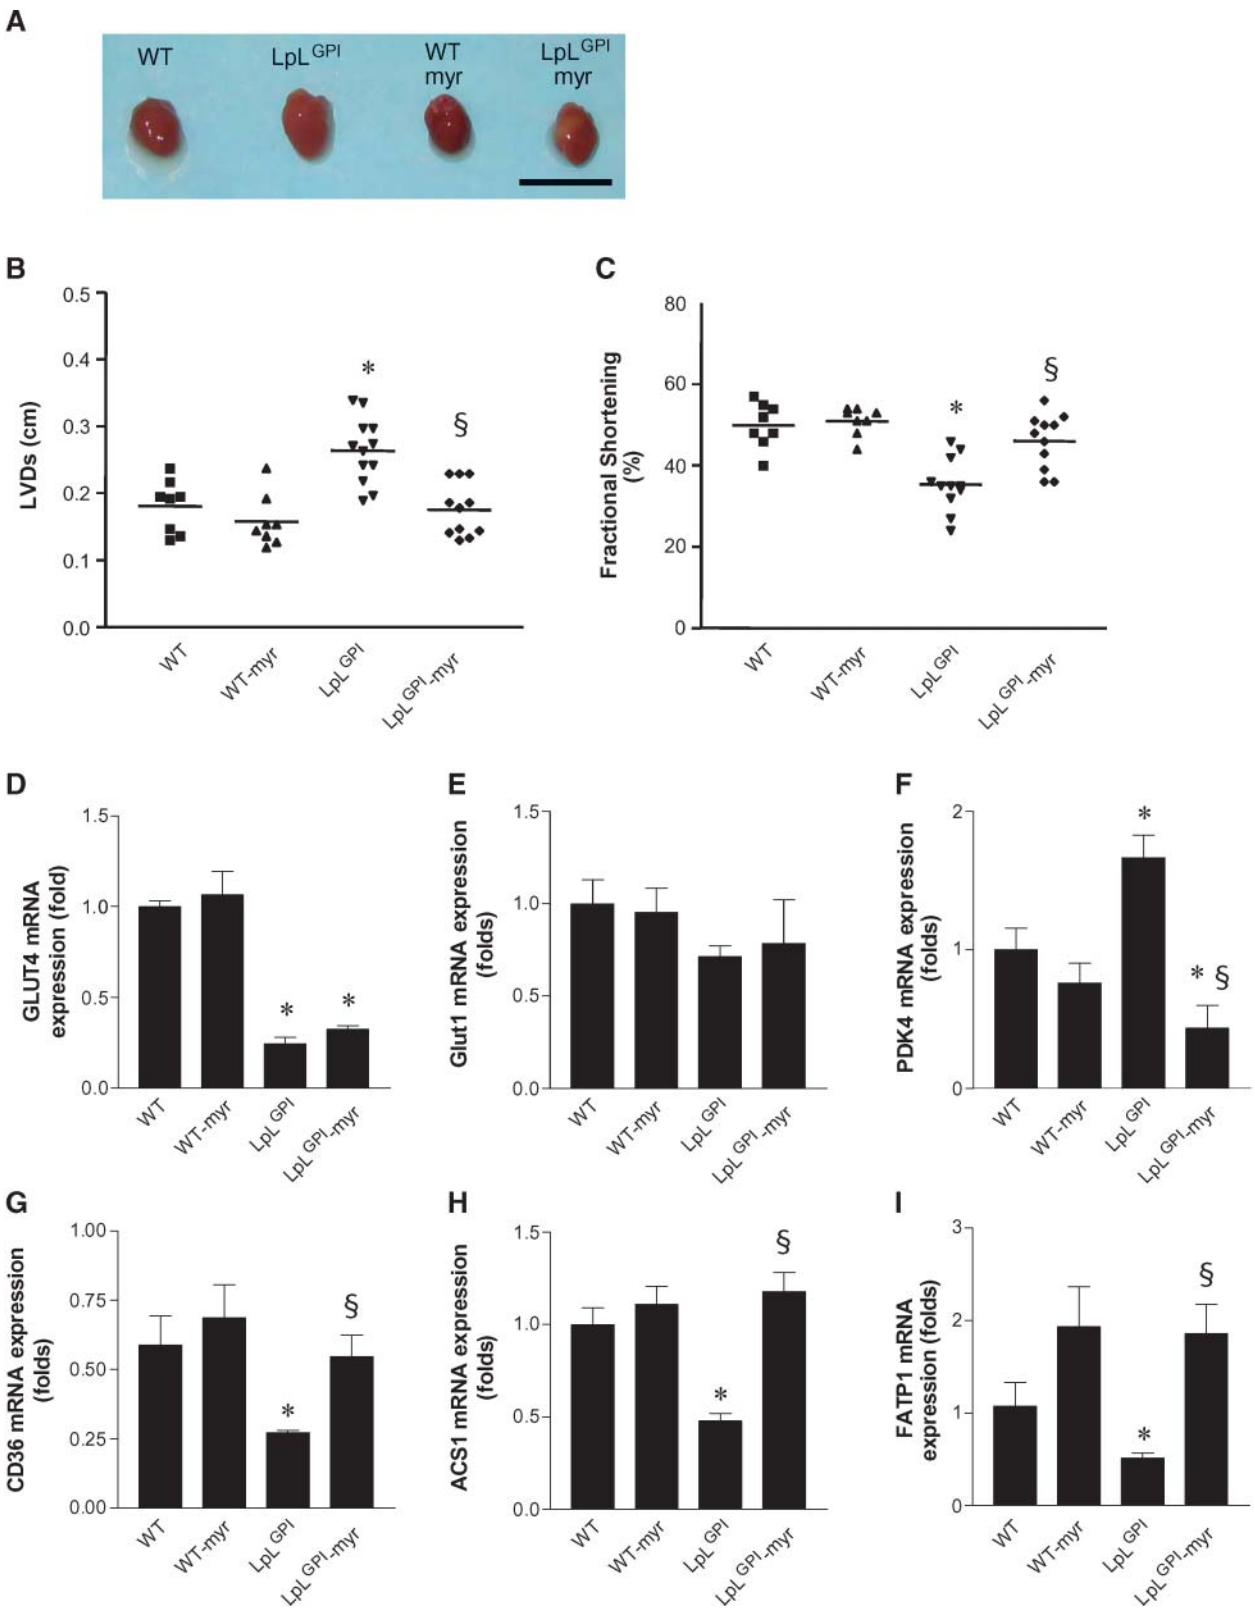 A
WT
LpL GPI
WT
myr
LpL GPI
myr
B
LVDs (cm)
0.5
0.4
0.3
0.2
0.1
0.0
*
§
WT
WT-myr
LpL GPI
LpL GPI-myr
C
Fractional Shortening
(%)
80
60
40
20
0
*
§
WT
WT-myr
LpL GPI
LpL GPI-myr
D
GLUT4 mRNA
expression (fold)
1.5
1.0
0.5
0.0
*
*
WT
WT-myr
LpL GPI
LpL GPI-myr
E
Glut1 mRNA expression
(folds)
1.5
1.0
0.5
0.0
WT
WT-myr
LpL GPI
LpL GPI-myr
F
PDK4 mRNA expression
(folds)
2
1
0
*
* §
WT
WT-myr
LpL GPI
LpL GPI-myr
G
CD36 mRNA expression
(folds)
1.00
0.75
0.50
0.25
0.00
*
§
WT
WT-myr
LpL GPI
LpL GPI-myr
H
ACS1 mRNA expression
(folds)
1.5
1.0
0.5
0.0
*
§
WT
WT-myr
LpL GPI
LpL GPI-myr
I
FATP1 mRNA
expression (folds)
3
2
1
0
*
§
WT
WT-myr
LpL GPI
LpL GPI-myr